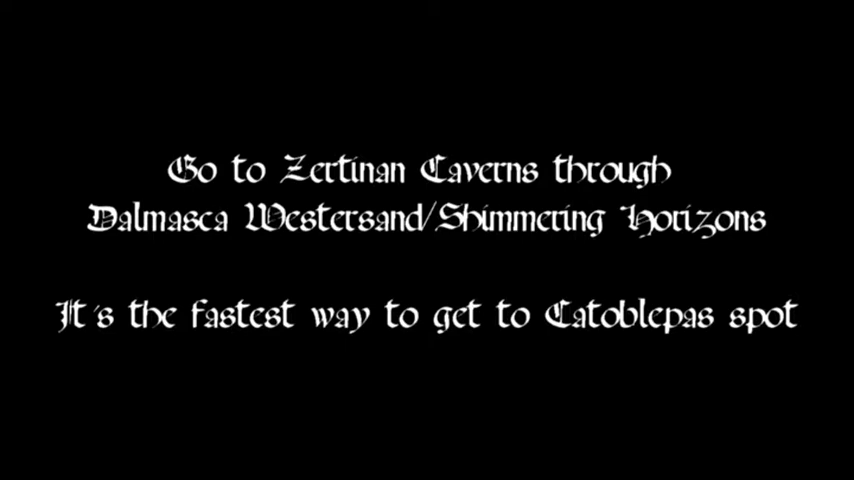 Go to Zertinan Caverns through
Dalmasca Westersand/Shimmering Horizons
It's the fastest way to get to Catoblepas spot